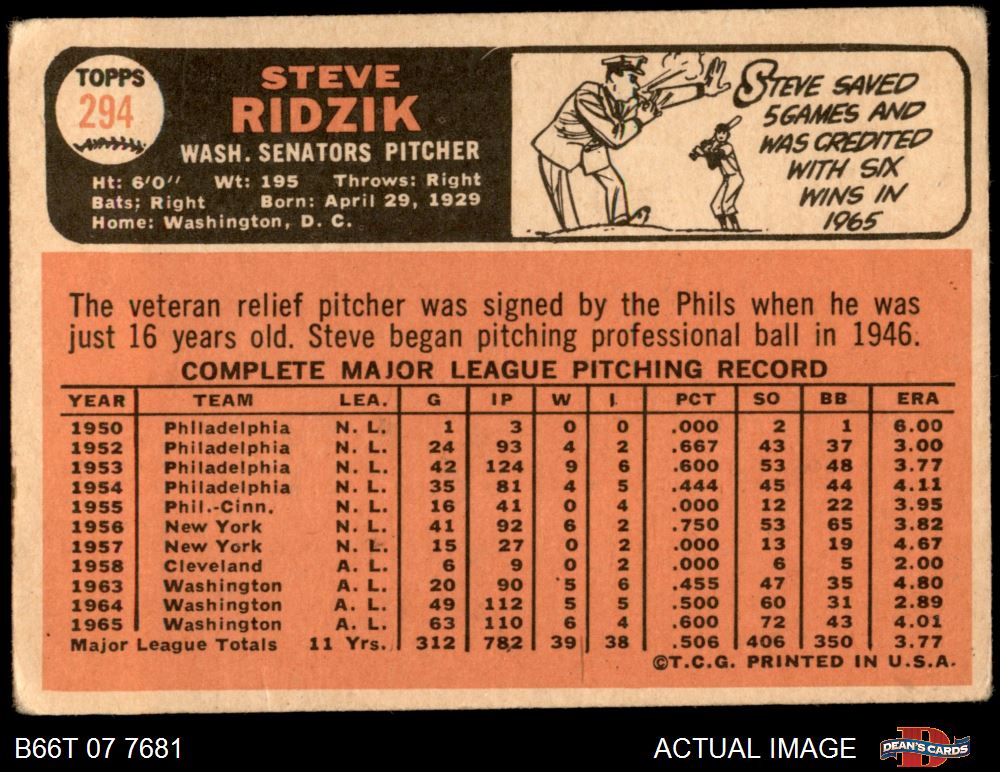 TOPPS
294
STEVE
RIDZIK
WASH. SENATORS PITCHER
Ht: 6'0" Wt: 195 Throws: Right
Bats: Right Born: April 29, 1929
Home: Washington, D. C.
STEVE SAVED
5 GAMES AND
WAS CREDITED
WITH SIX
WINS IN
1965
The veteran relief pitcher was signed by the Phils when he was
just 16 years old. Steve began pitching professional ball in 1946.
COMPLETE MAJOR LEAGUE PITCHING RECORD
YEAR TEAM LEA. G IP W L PCT SO BB ERA
1950 Philadelphia N. L. 1 3 0 0 .000 2 1 6.00
1952 Philadelphia N. L. 24 93 4 2 .667 43 37 3.00
1953 Philadelphia N. L. 42 124 9 6 .600 53 48 3.77
1954 Philadelphia N. L. 35 81 4 5 .444 45 44 4.11
1955 Phil.-Cinn. N. L. 16 41 0 4 .000 12 22 3.95
1956 New York N. L. 41 92 6 2 .750 53 65 3.82
1957 New York N. L. 15 27 0 2 .000 13 19 4.67
1958 Cleveland A. L. 6 9 0 2 .000 6 5 2.00
1963 Washington A. L. 20 90 5 6 .455 47 35 4.80
1964 Washington A. L. 49 112 5 5 .500 60 31 2.89
1965 Washington A. L. 63 110 6 4 .600 72 43 4.01
Major League Totals 11 Yrs. 312 782 39 38 .506 406 350 3.77
©T.C.G. PRINTED IN U.S.A.
B66T 07 7681
ACTUAL IMAGE
DEAN'S CARDS